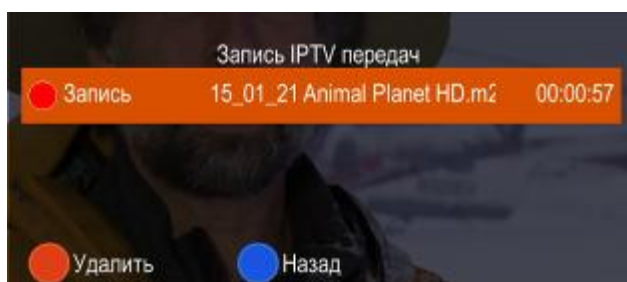 Запись IPTV передач
Запись 15_01_21 Animal Planet HD.m2 00:00:57
Удалить Назад